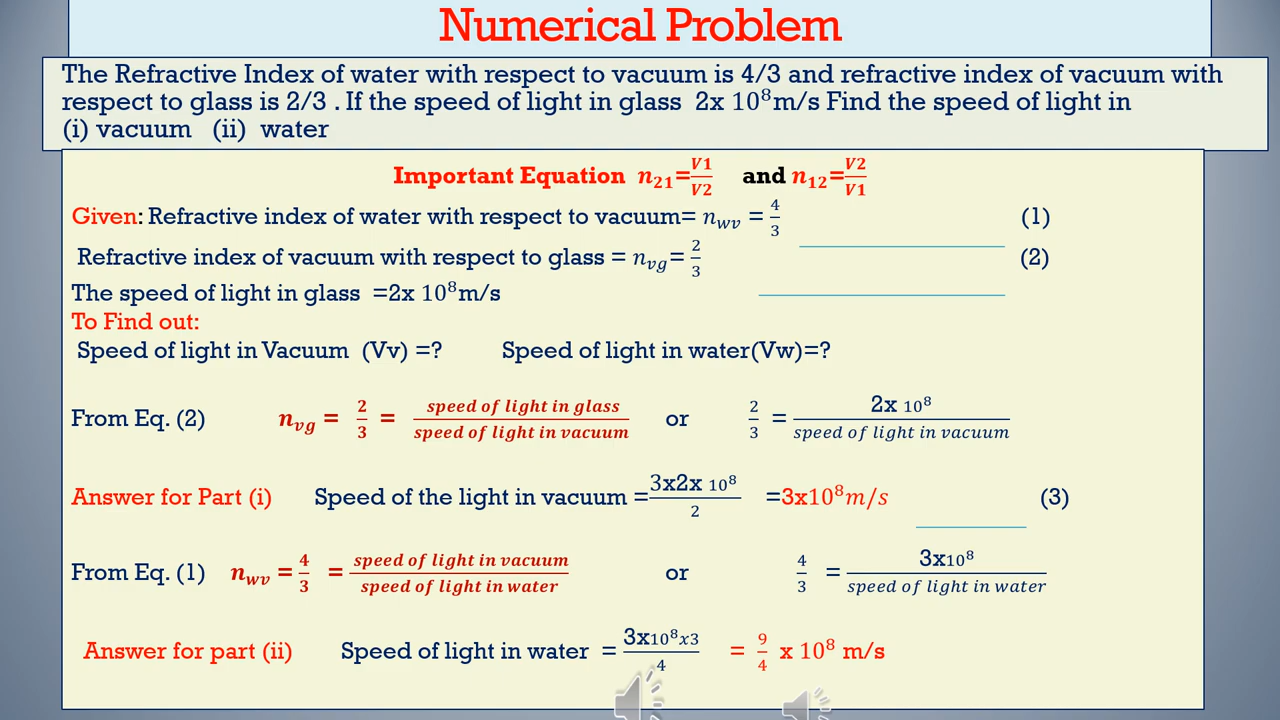 Numerical Problem
The Refractive Index of water with respect to vacuum is 4/3 and refractive index of vacuum with
respect to glass is 2/3 . If the speed of light in glass 2x 10⁸m/s Find the speed of light in
(i) vacuum (ii) water
Important Equation n₂₁=V1/V2 and n₁₂=V2/V1
Given: Refractive index of water with respect to vacuum= n_wv = 4/3 (1)
Refractive index of vacuum with respect to glass = n_vg= 2/3 (2)
The speed of light in glass =2x 10⁸m/s
To Find out:
Speed of light in Vacuum (Vv) =? Speed of light in water(Vw)=?
From Eq. (2) n_vg = 2/3 = speed of light in glass/speed of light in vacuum or 2/3 = 2x 10⁸/speed of light in vacuum
Answer for Part (i) Speed of the light in vacuum =3x2x 10⁸/2 =3x10⁸m/s (3)
From Eq. (1) n_wv = 4/3 = speed of light in vacuum/speed of light in water or 4/3 = 3x10⁸/speed of light in water
Answer for part (ii) Speed of light in water = 3x10⁸x3/4 = 9/4 x 10⁸ m/s